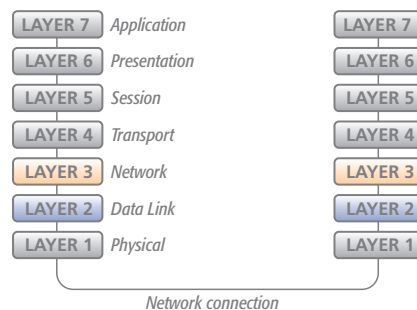 LAYER 7 Application LAYER 7
LAYER 6 Presentation LAYER 6
LAYER 5 Session LAYER 5
LAYER 4 Transport LAYER 4
LAYER 3 Network LAYER 3
LAYER 2 Data Link LAYER 2
LAYER 1 Physical LAYER 1
Network connection